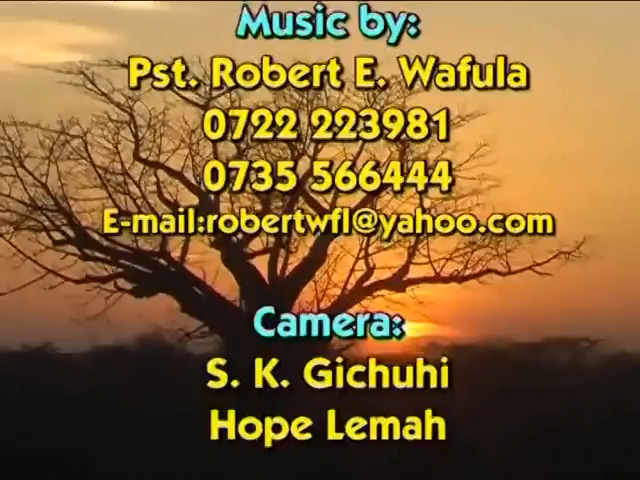 Music by:
Pst. Robert E. Wafula
0722 223981
0735 566444
E-mail:robertwfl@yahoo.com
Camera:
S. K. Gichuhi
Hope Lemah